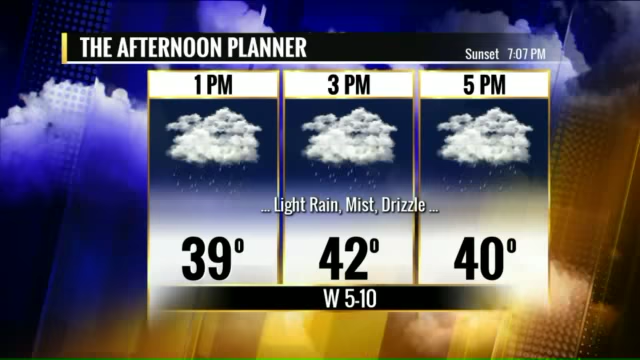 THE AFTERNOON PLANNER
Sunset 7:07 PM
1 PM 3 PM 5 PM
... Light Rain, Mist, Drizzle ...
39° 42° 40°
W 5-10